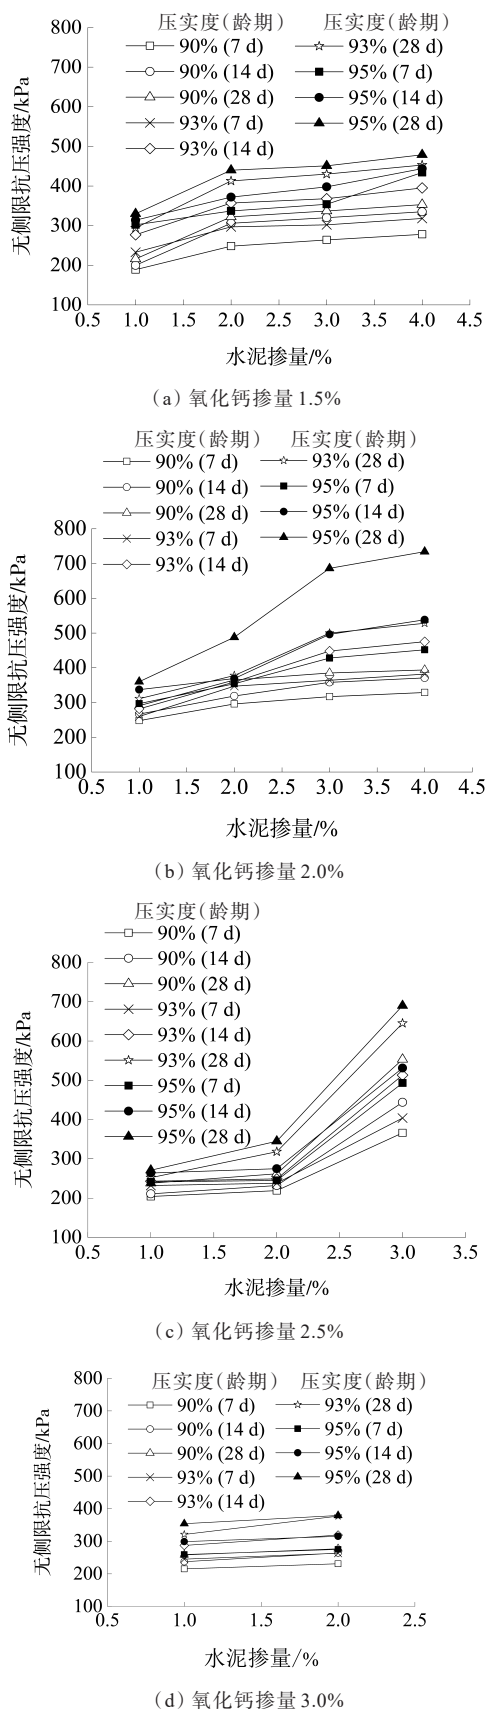 压实度(龄期)
90% (7 d)
93% (28 d)
90% (14 d)
95% (7 d)
90% (28 d)
95% (14 d)
93% (7 d)
95% (28 d)
93% (14 d)
无侧限抗压强度/kPa
800
700
600
500
400
300
200
100
0.5 1.0 1.5 2.0 2.5 3.0 3.5 4.0 4.5
水泥掺量/%
(a) 氧化钙掺量 1.5%
压实度(龄期) 压实度(龄期)
90% (7 d)
93% (28 d)
90% (14 d)
95% (7 d)
90% (28 d)
95% (14 d)
93% (7 d)
95% (28 d)
93% (14 d)
无侧限抗压强度/kPa
800
700
600
500
400
300
200
100
0.5 1.0 1.5 2.0 2.5 3.0 3.5 4.0 4.5
水泥掺量/%
(b) 氧化钙掺量 2.0%
压实度(龄期)
90% (7 d)
90% (14 d)
90% (28 d)
93% (7 d)
93% (14 d)
93% (28 d)
95% (7 d)
95% (14 d)
95% (28 d)
无侧限抗压强度/kPa
800
700
600
500
400
300
200
100
0.5 1.0 1.5 2.0 2.5 3.0 3.5
水泥掺量/%
(c) 氧化钙掺量 2.5%
压实度(龄期) 压实度(龄期)
90% (7 d)
93% (28 d)
90% (14 d)
95% (7 d)
90% (28 d)
95% (14 d)
93% (7 d)
95% (28 d)
93% (14 d)
无侧限抗压强度/kPa
800
700
600
500
400
300
200
100
0.5 1.0 1.5 2.0 2.5
水泥掺量/%
(d) 氧化钙掺量 3.0%